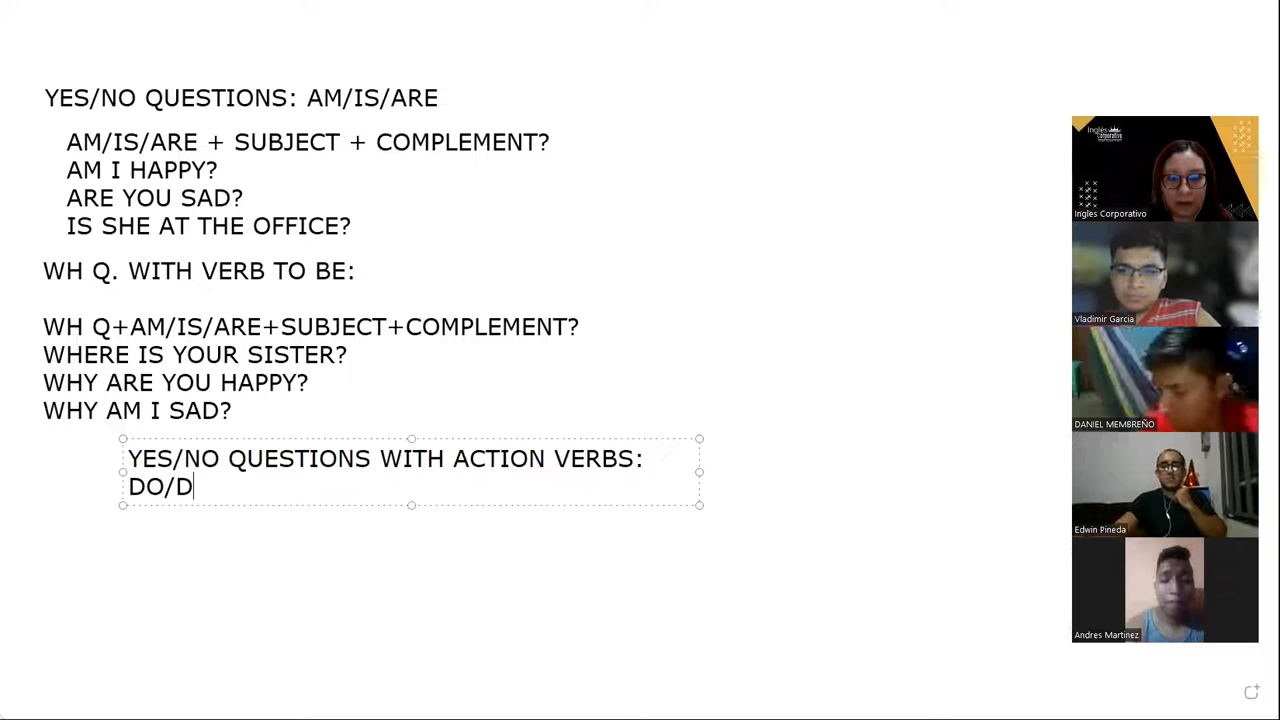 YES/NO QUESTIONS: AM/IS/ARE
AM/IS/ARE + SUBJECT + COMPLEMENT?
AM I HAPPY?
ARE YOU SAD?
IS SHE AT THE OFFICE?
WH Q. WITH VERB TO BE:
WH Q+AM/IS/ARE+SUBJECT+COMPLEMENT?
WHERE IS YOUR SISTER?
WHY ARE YOU HAPPY?
WHY AM I SAD?
YES/NO QUESTIONS WITH ACTION VERBS:
DO/D
Inglés
Corporativo
Ingles Corporativo
Vladimir Garcia
DANIEL MEMBREÑO
Edwin Pineda
Andres Martinez